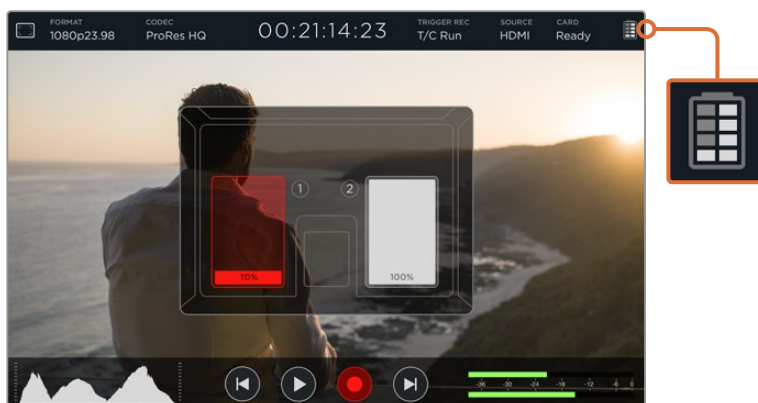 FORMAT
1080p23.98
CODEC
ProRes HQ
00:21:14:23
TRIGGER REC
T/C Run
SOURCE
HDMI
CARD
Ready
1
2
10%
100%
-36 -30 -24 -18 -12 -6 0